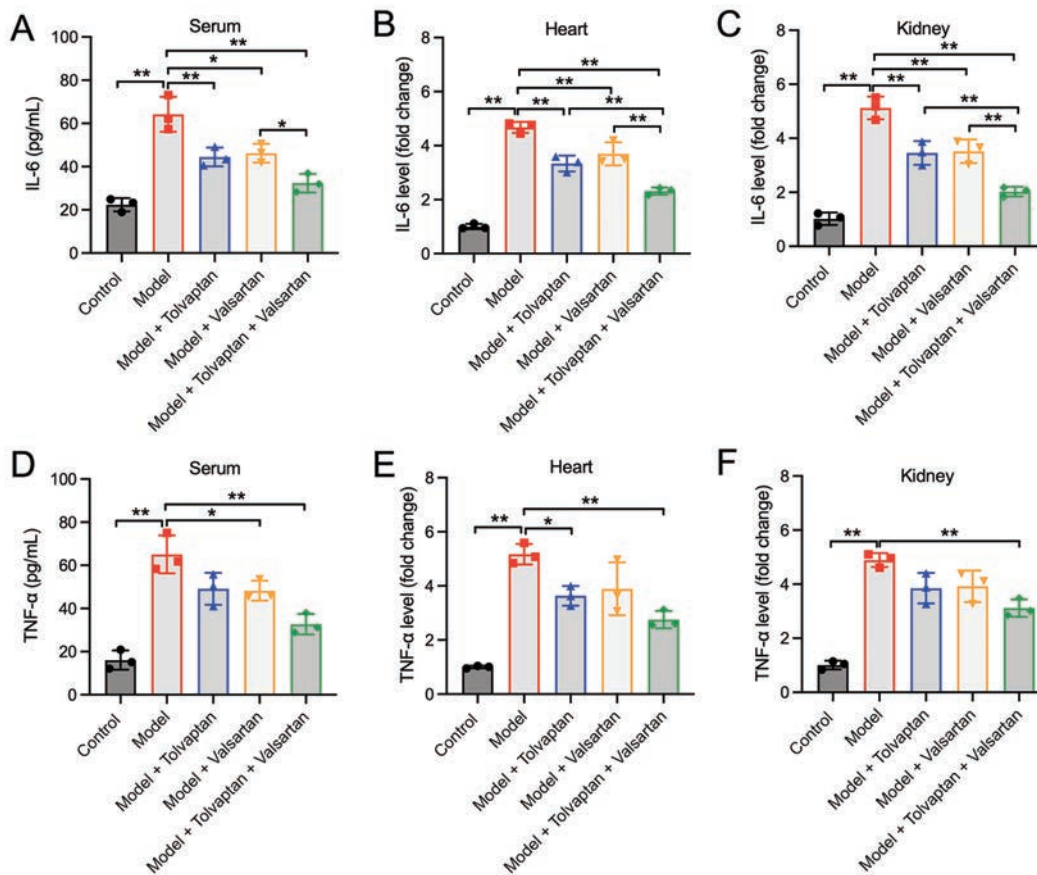 A
Serum
IL-6 (pg/mL)
100
80
60
40
20
0
**
**
*
**
*
Control
Model
Model + Tolvaptan
Model + Valsartan
Model + Tolvaptan + Valsartan
B
Heart
IL-6 level (fold change)
8
6
4
2
0
**
**
**
**
**
**
Control
Model
Model + Tolvaptan
Model + Valsartan
Model + Tolvaptan + Valsartan
C
Kidney
IL-6 level (fold change)
8
6
4
2
0
**
**
**
**
**
**
Control
Model
Model + Tolvaptan
Model + Valsartan
Model + Tolvaptan + Valsartan
D
Serum
TNF-α (pg/mL)
100
80
60
40
20
0
**
**
*
Control
Model
Model + Tolvaptan
Model + Valsartan
Model + Tolvaptan + Valsartan
E
Heart
TNF-α level (fold change)
8
6
4
2
0
**
**
*
Control
Model
Model + Tolvaptan
Model + Valsartan
Model + Tolvaptan + Valsartan
F
Kidney
TNF-α level (fold change)
8
6
4
2
0
**
**
Control
Model
Model + Tolvaptan
Model + Valsartan
Model + Tolvaptan + Valsartan